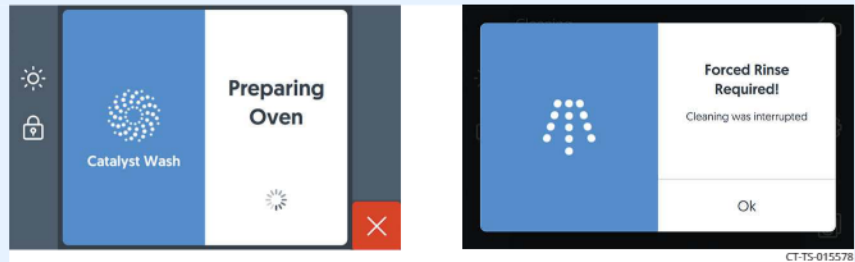 Preparing
Oven
Catalyst Wash
Forced Rinse
Required!
Cleaning was interrupted
Ok
CT-TS-015578